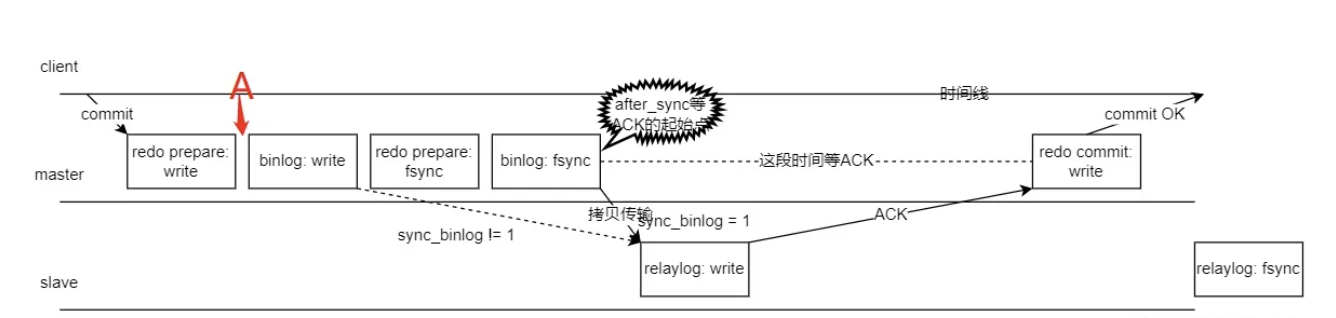 client
A
时间线
commit
after_sync等
ACK的起始点
commit OK
master
redo prepare:
write
binlog: write
redo prepare:
fsync
binlog: fsync
这段时间等ACK
redo commit:
write
拷贝传输
sync_binlog = 1
ACK
sync_binlog != 1
slave
relaylog: write
relaylog: fsync